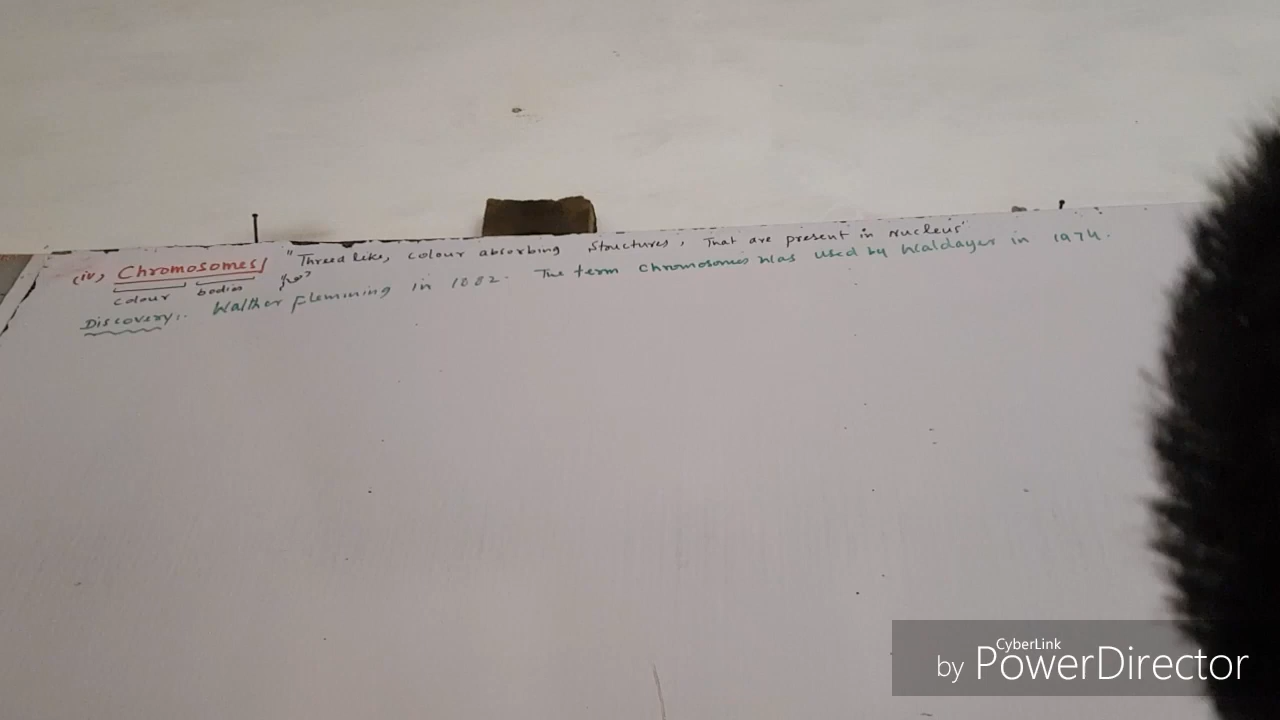 (iv) Chromosomes/ "Thread like, colour absorbing structures, That are present in Nucleus"
colour bodies
Discovery:. Walther flemming in 1882. The term chromosomes was used by Waldayer in 1974.
CyberLink
by PowerDirector